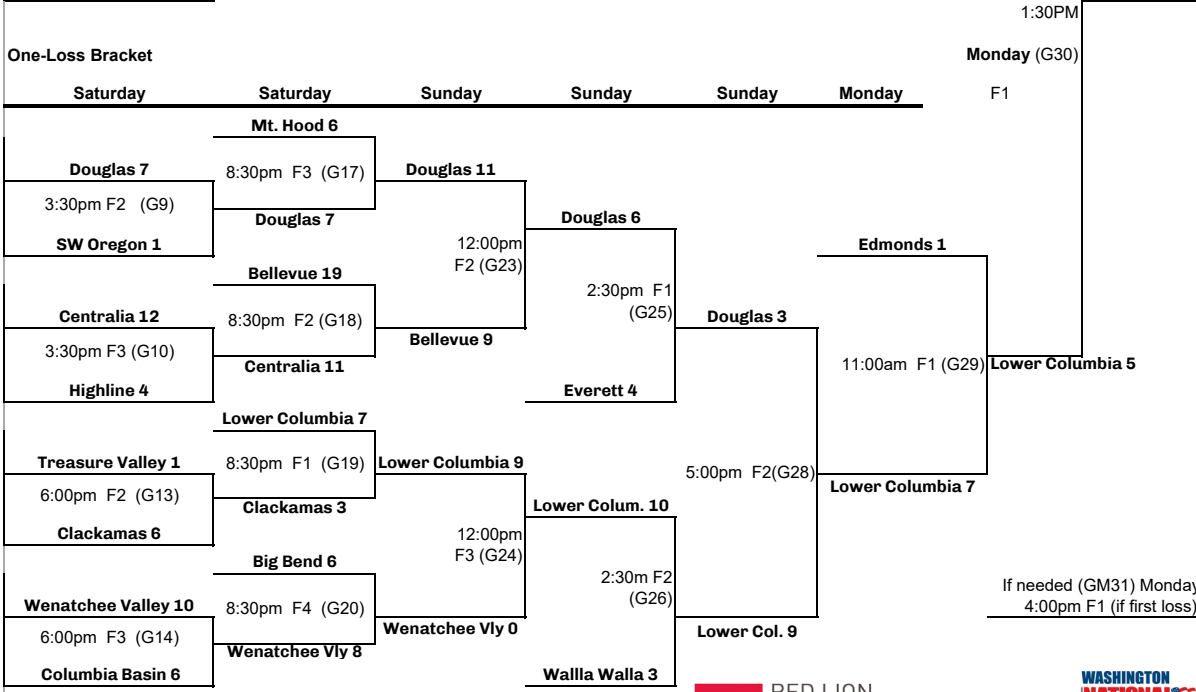 1:30PM
One-Loss Bracket
Monday (G30)
Saturday Saturday Sunday Sunday Sunday Monday F1
Mt. Hood 6
Douglas 7
8:30pm F3 (G17)
Douglas 11
3:30pm F2 (G9)
Douglas 7
Douglas 6
SW Oregon 1
12:00pm
F2 (G23)
Edmonds 1
Bellevue 19
2:30pm F1
(G25)
Centralia 12
8:30pm F2 (G18)
Douglas 3
3:30pm F3 (G10)
Bellevue 9
Centralia 11
11:00am F1 (G29)
Lower Columbia 5
Highline 4
Everett 4
Lower Columbia 7
Treasure Valley 1
8:30pm F1 (G19)
Lower Columbia 9
5:00pm F2(G28)
6:00pm F2 (G13)
Lower Columbia 7
Clackamas 3
Lower Colum. 10
Clackamas 6
12:00pm
F3 (G24)
Big Bend 6
2:30m F2
(G26)
If needed (GM31) Monday
4:00pm F1 (if first loss)
Wenatchee Valley 10
8:30pm F4 (G20)
Wenatchee Vly 0
Lower Col. 9
6:00pm F3 (G14)
Wenatchee Vly 8
Columbia Basin 6
Wallla Walla 3
WASHINGTON
NATIONAL
RED LION